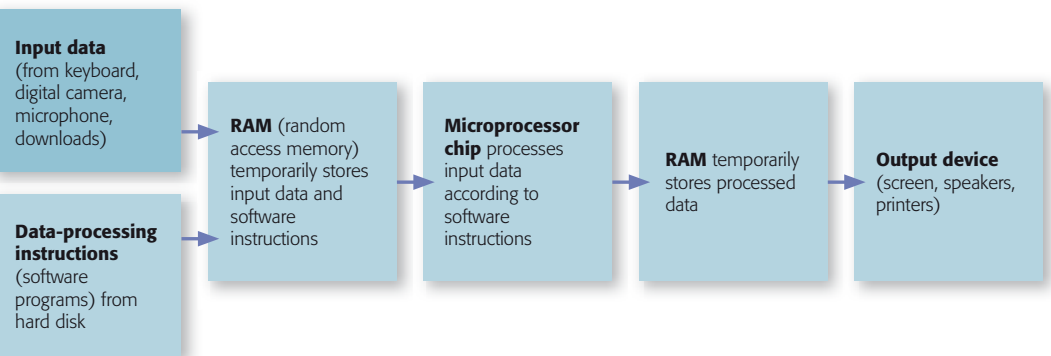 Input data
(from keyboard,
digital camera,
microphone,
downloads)
Data-processing
instructions
(software
programs) from
hard disk
RAM (random
access memory)
temporarily stores
input data and
software
instructions
Microprocessor
chip processes
input data
according to
software
instructions
RAM temporarily
stores processed
data
Output device
(screen, speakers,
printers)